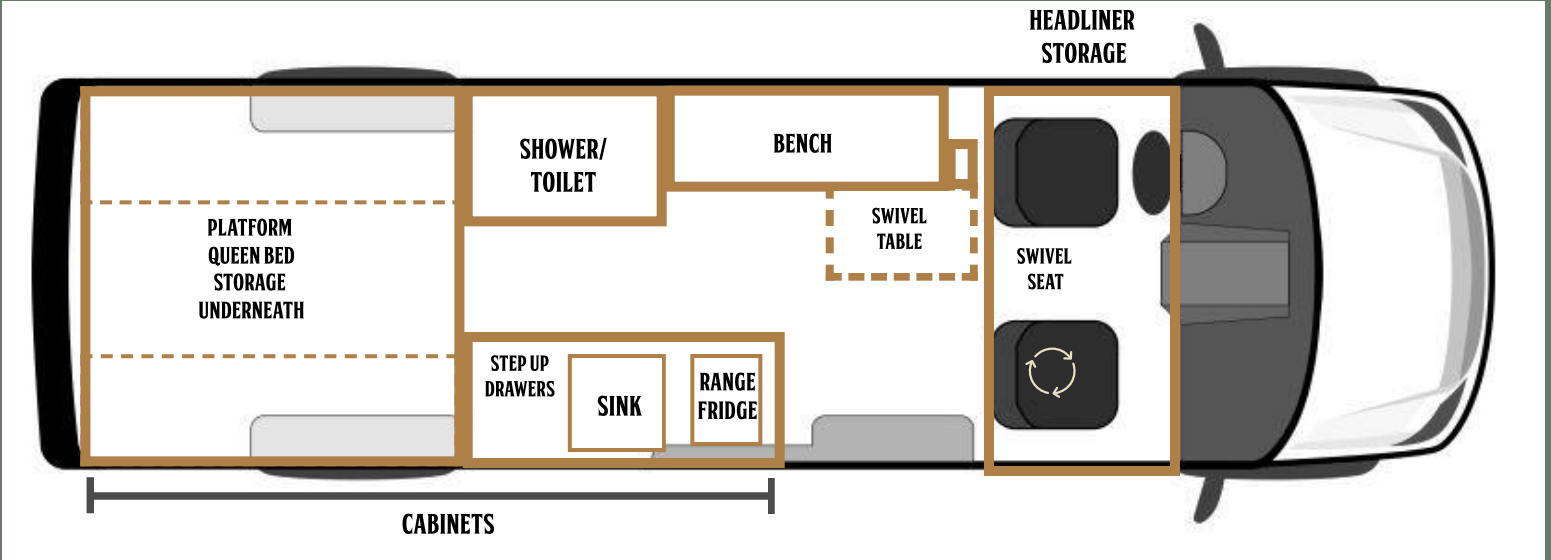 HEADLINER
STORAGE
SHOWER/
TOILET
BENCH
SWIVEL
TABLE
SWIVEL
SEAT
PLATFORM
QUEEN BED
STORAGE
UNDERNEATH
STEP UP
DRAWERS
SINK
RANGE
FRIDGE
CABINETS